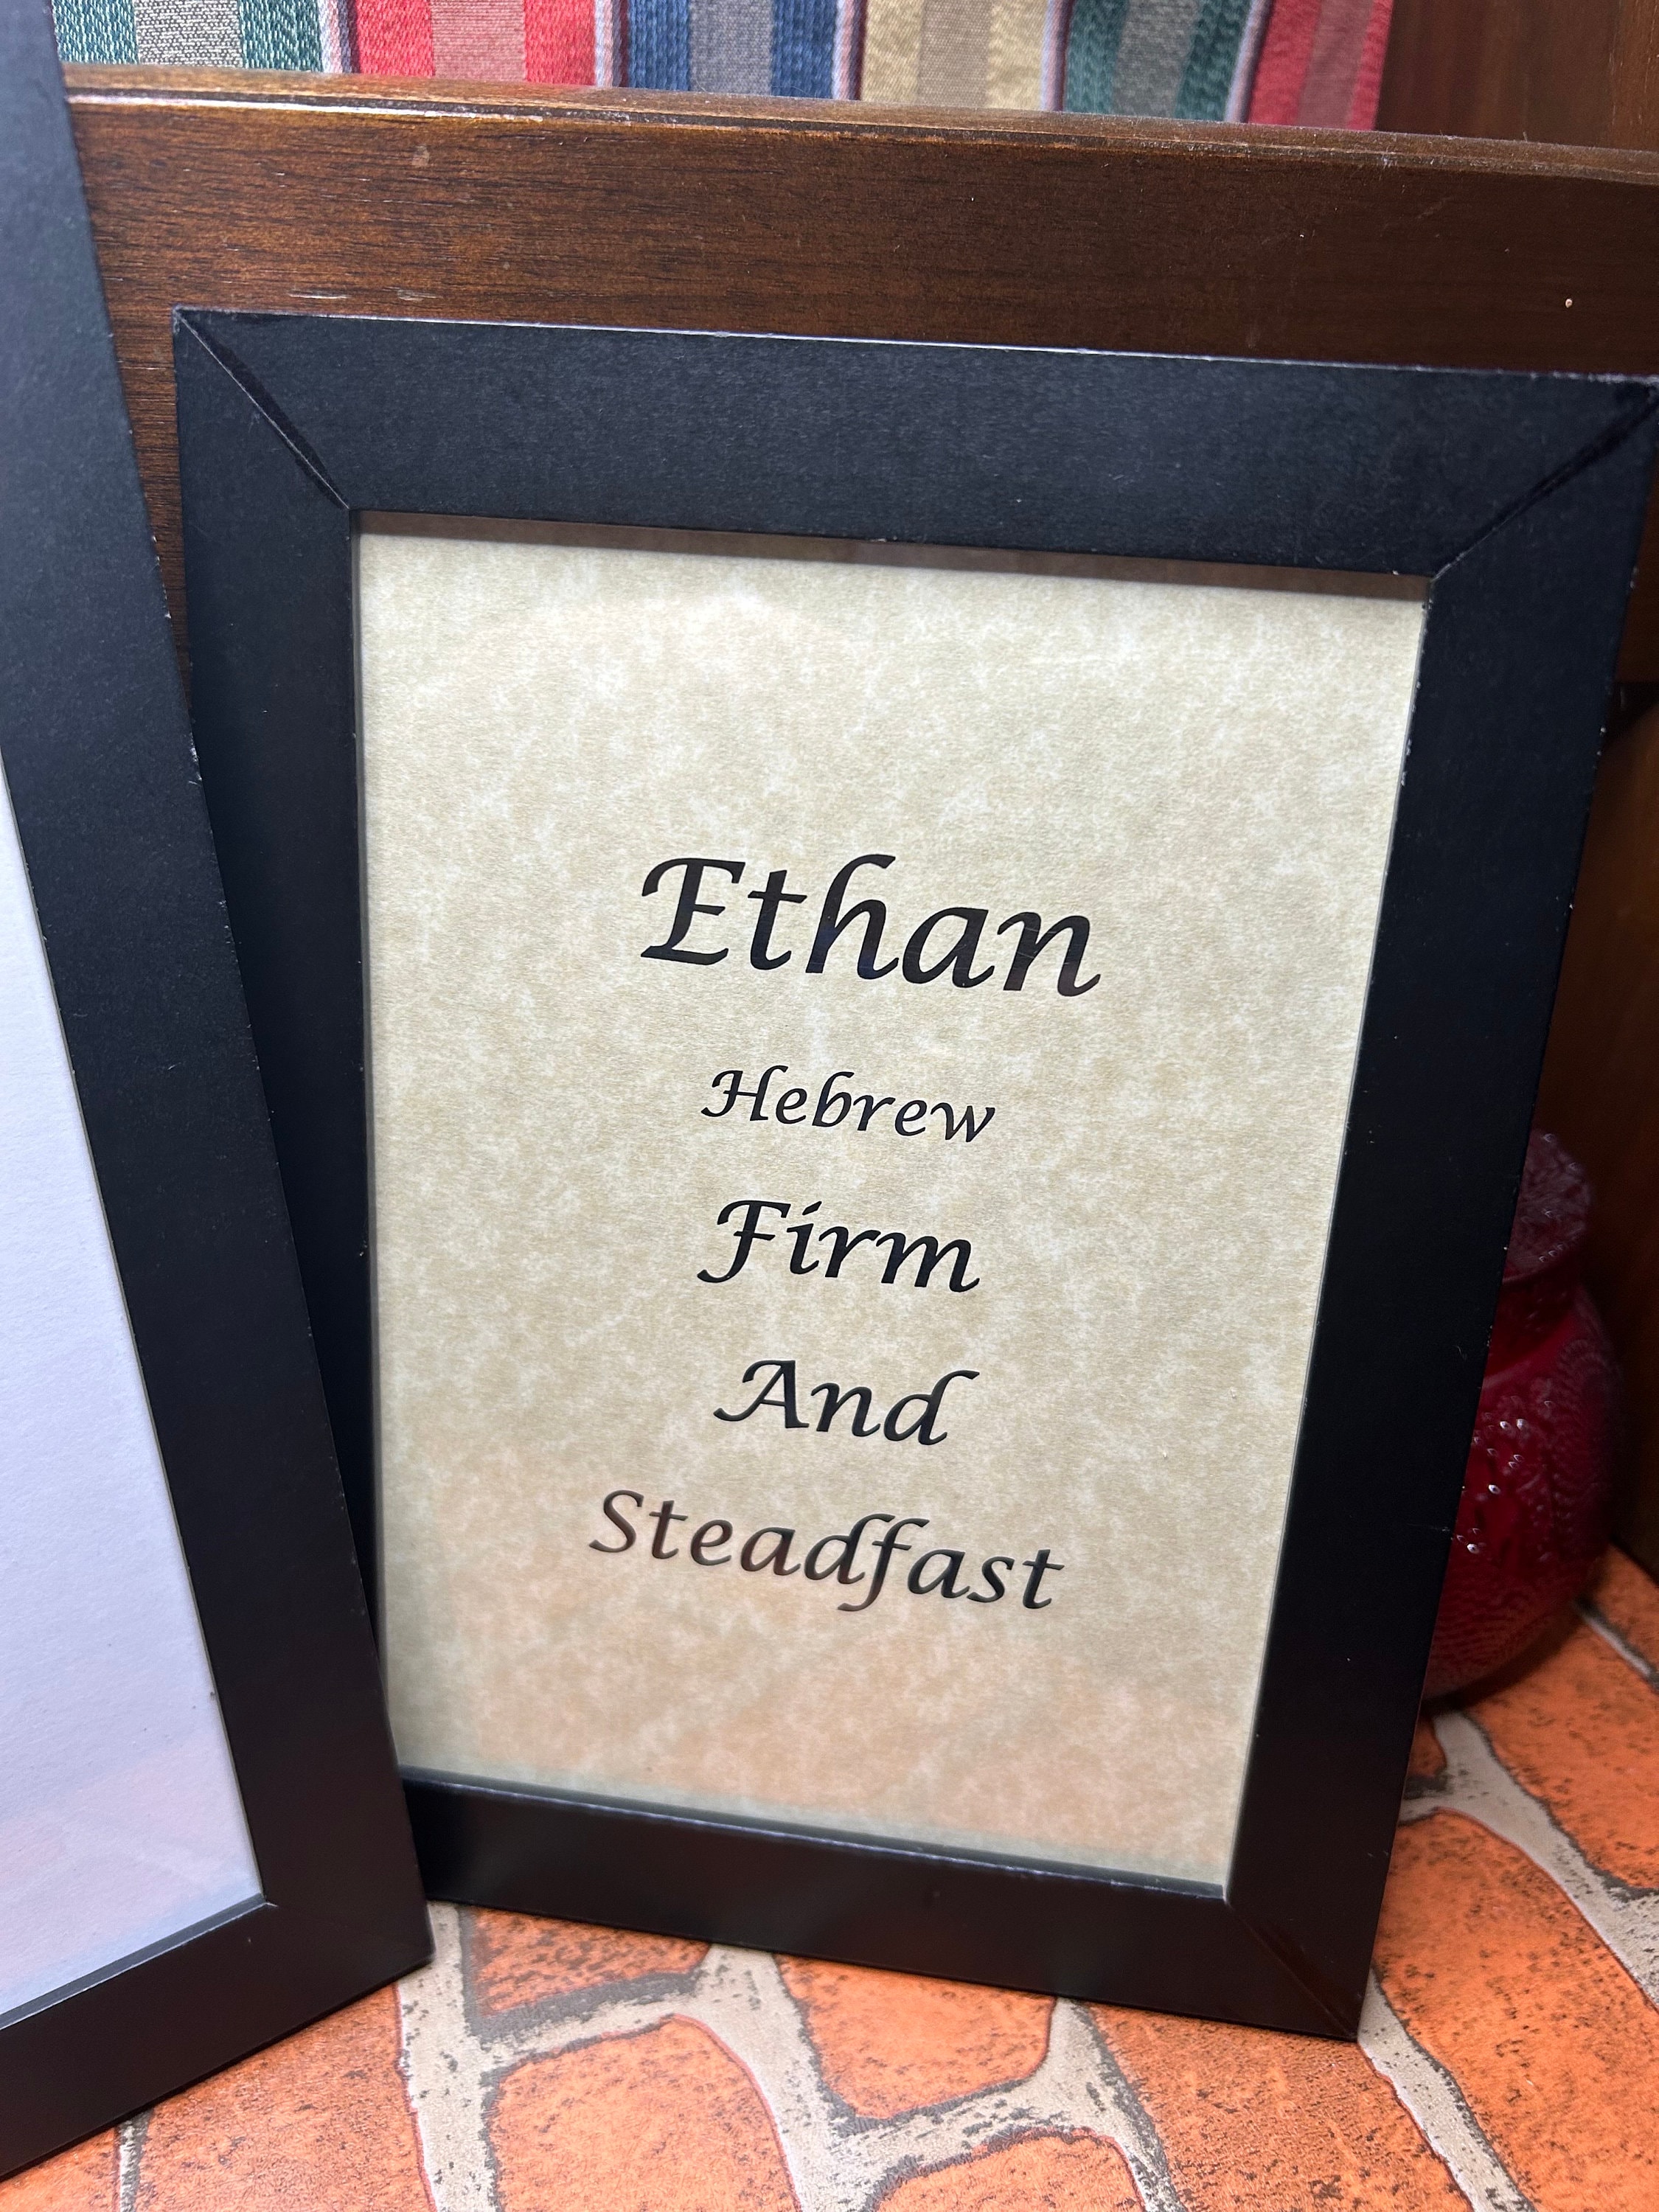 Ethan
Hebrew
Firm
And
Steadfast